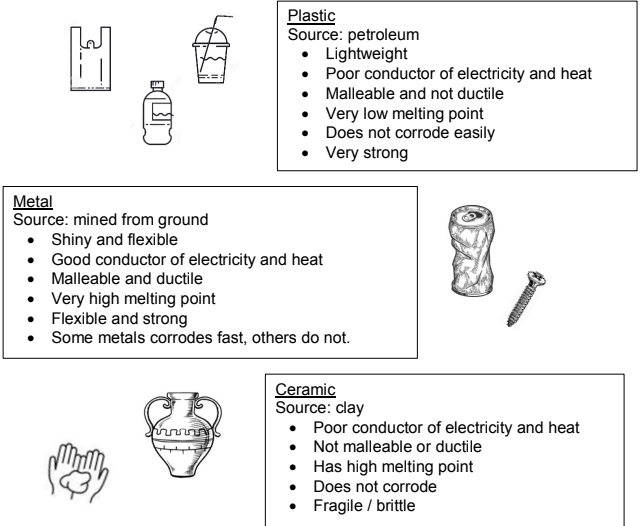 Plastic
Source: petroleum
• Lightweight
• Poor conductor of electricity and heat
• Malleable and not ductile
• Very low melting point
• Does not corrode easily
• Very strong
Metal
Source: mined from ground
• Shiny and flexible
• Good conductor of electricity and heat
• Malleable and ductile
• Very high melting point
• Flexible and strong
• Some metals corrodes fast, others do not.
Ceramic
Source: clay
• Poor conductor of electricity and heat
• Not malleable or ductile
• Has high melting point
• Does not corrode
• Fragile / brittle